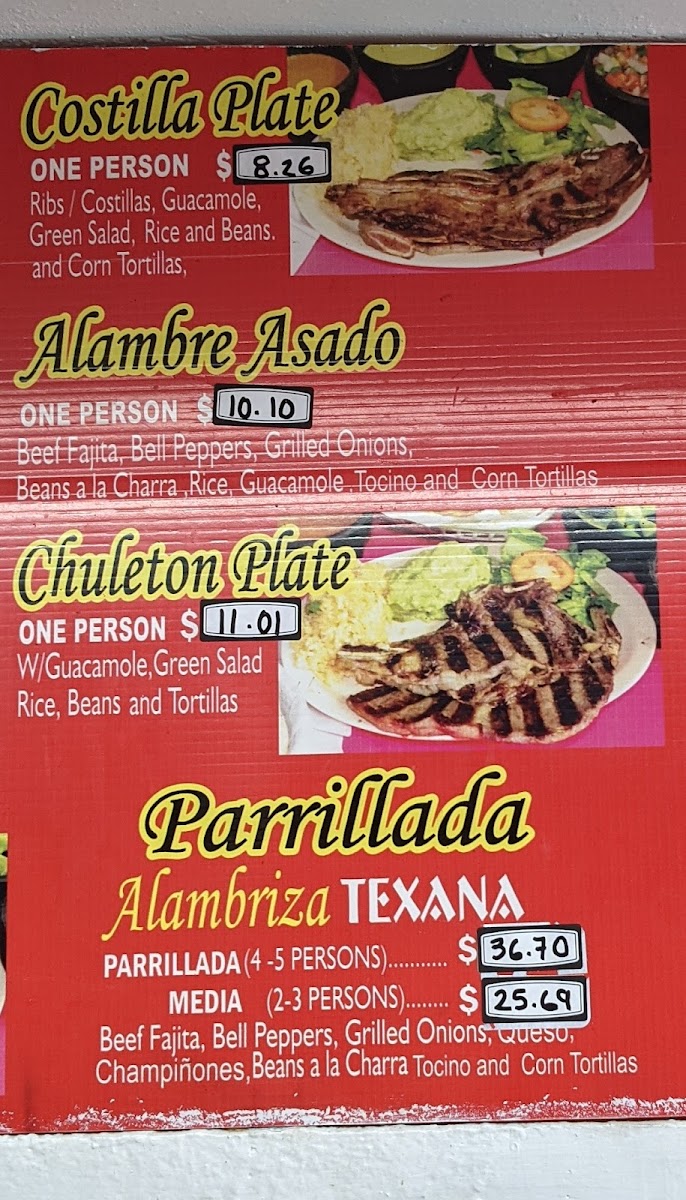 Costilla Plate
ONE PERSON $ 8.26
Ribs / Costillas, Guacamole,
Green Salad, Rice and Beans.
and Corn Tortillas,
Alambre Asado
ONE PERSON $ 10.10
Beef Fajita, Bell Peppers, Grilled Onions,
Beans a la Charra ,Rice, Guacamole .Tocino and Corn Tortillas
Chuleton Plate
ONE PERSON $ 11.01
W/Guacamole,Green Salad
Rice, Beans and Tortillas
Parrillada
Alambriza TEXANA
PARRILLADA (4 -5 PERSONS)........... $ 36.70
MEDIA (2-3 PERSONS)........ $ 25.69
Beef Fajita, Bell Peppers, Grilled Onions, Queso,
Champiñones,Beans a la Charra Tocino and Corn Tortillas